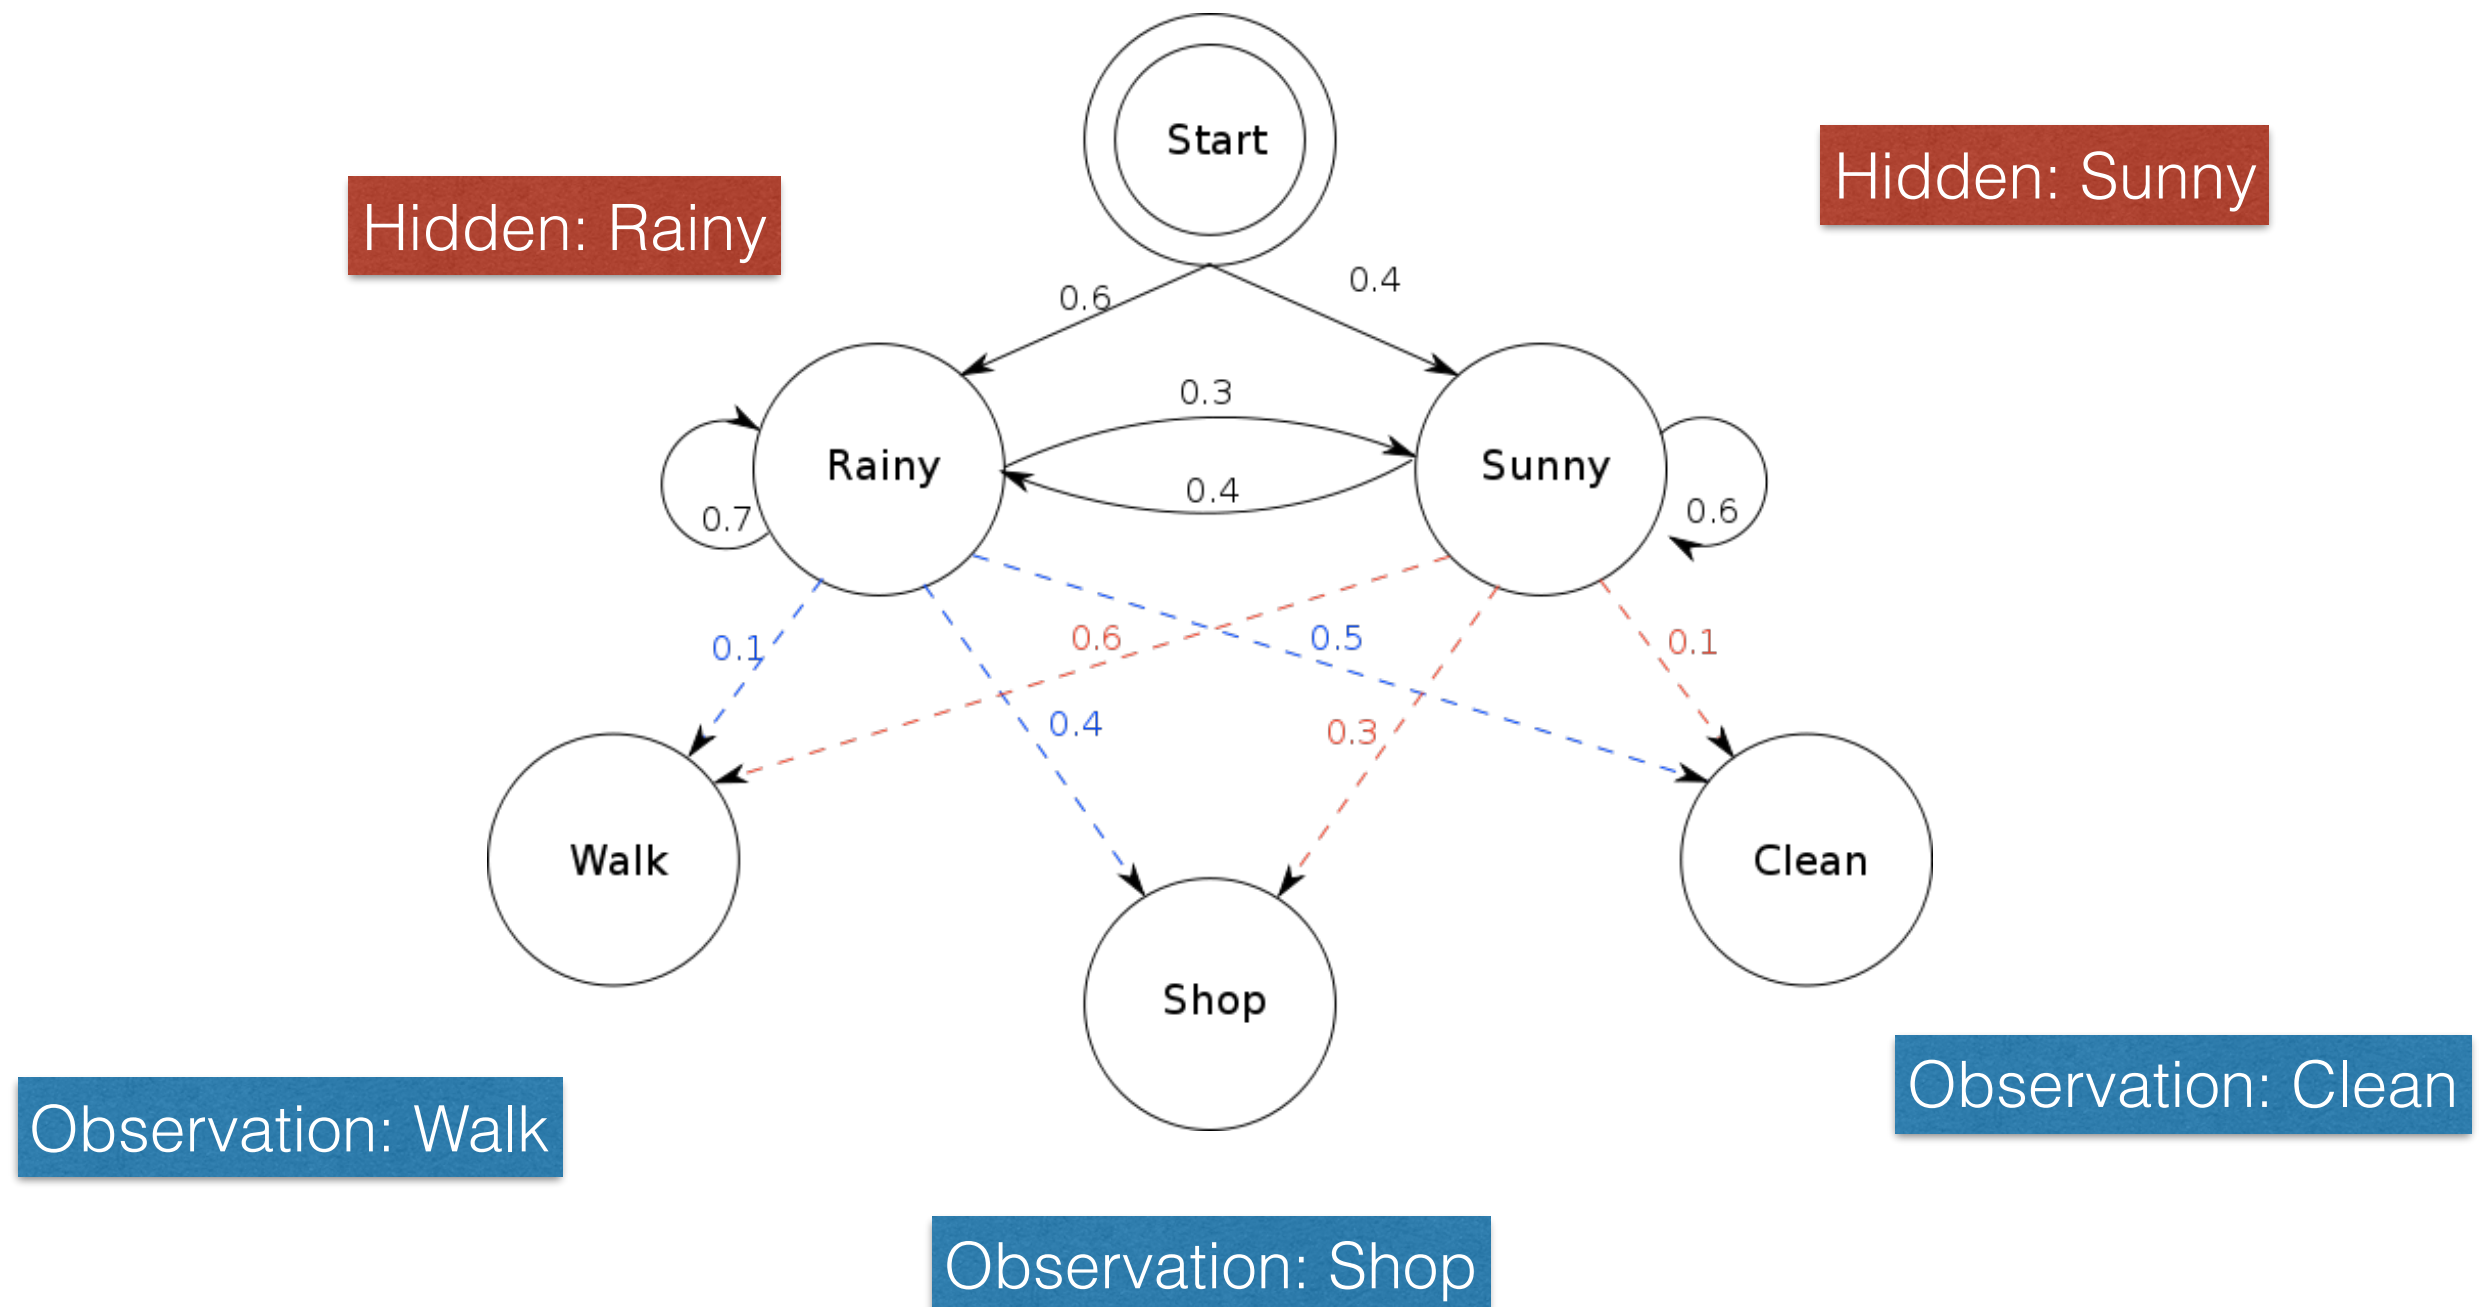 Start
Hidden: Sunny
Hidden: Rainy
0.6
0.4
0.3
Rainy
Sunny
0.4
0.7
0.6
0.1
0.6
0.5
0.1
0.4
0.3
Walk
Clean
Shop
Observation: Clean
Observation: Walk
Observation: Shop